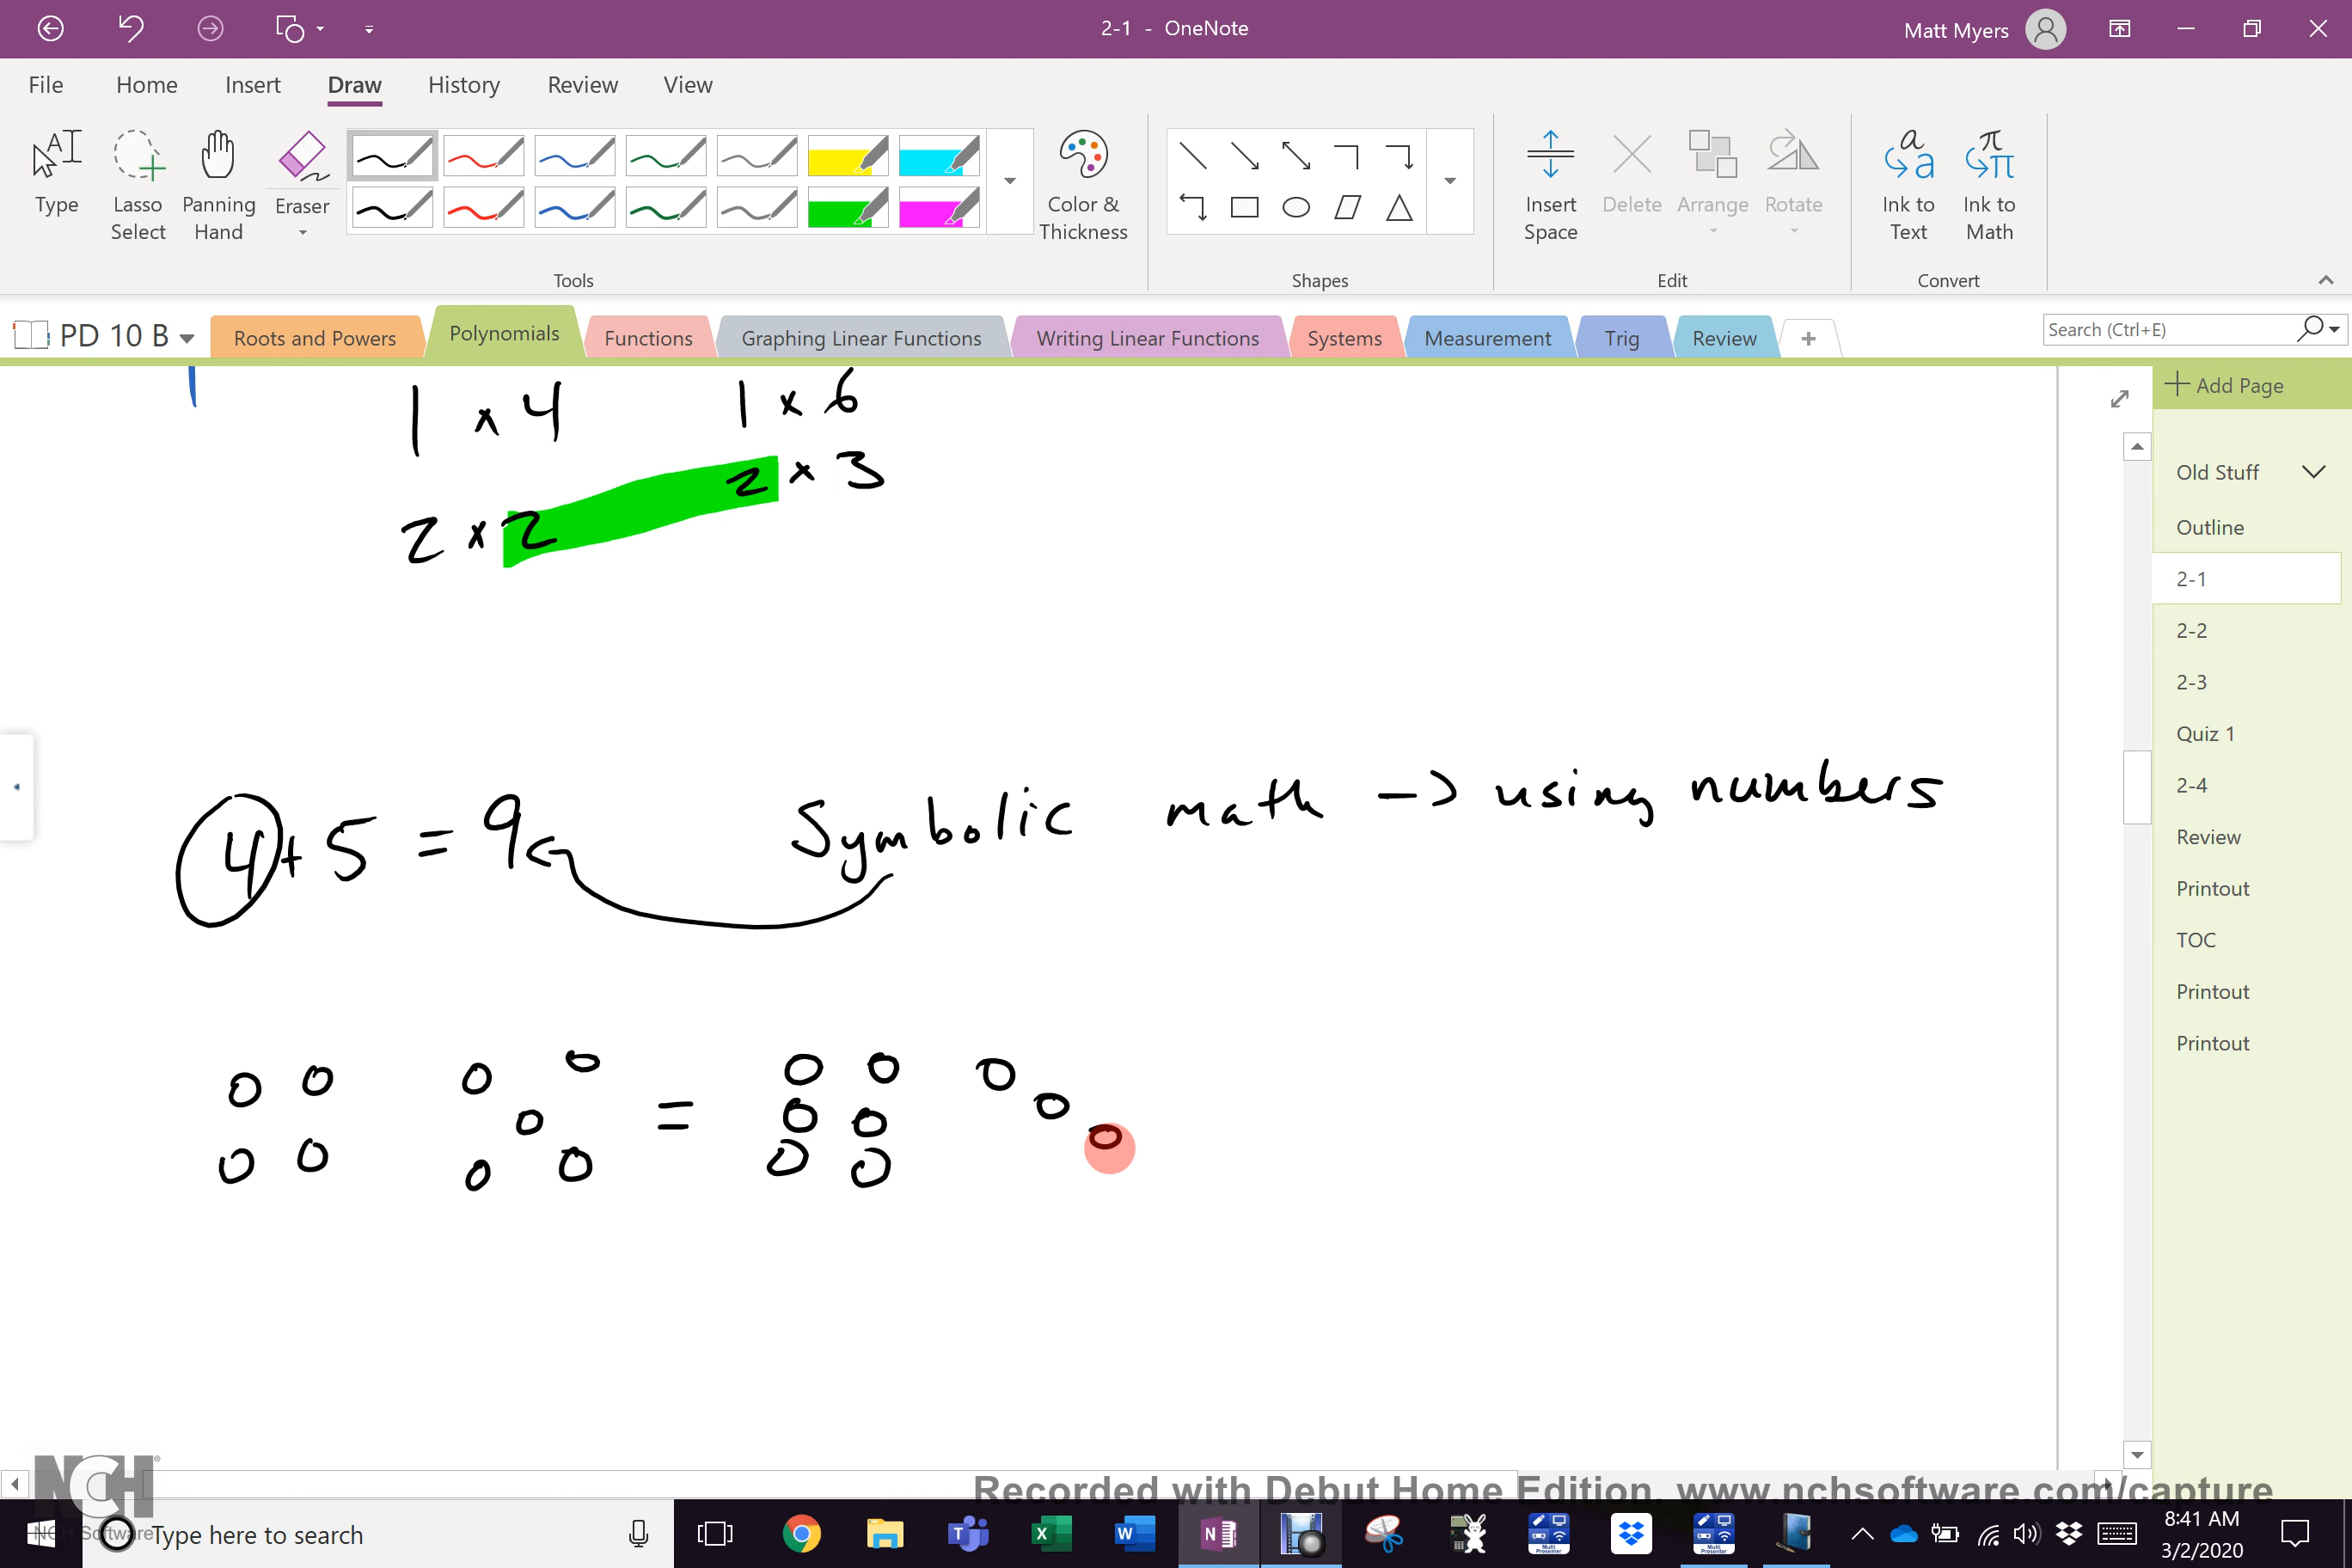 2-1 - OneNote
Matt Myers
File Home Insert Draw History Review View
Type
Lasso Select
Panning Hand
Eraser
Color & Thickness
Insert Space
Delete
Arrange
Rotate
a a
Ink to Text
π π
Ink to Math
Tools
Shapes
Edit
Convert
PD 10 B
Roots and Powers
Polynomials
Functions
Graphing Linear Functions
Writing Linear Functions
Systems
Measurement
Trig
Review
Search (Ctrl+E)
Add Page
Old Stuff
Outline
2-1
2-2
2-3
Quiz 1
2-4
Review
Printout
TOC
Printout
Printout
1 x 4
1 x 6
2 x 2
2 x 3
4 + 5 = 9
Symbolic math -> using numbers
=
NCH
NCH Software
Recorded with Debut Home Edition. www.nchsoftware.com/capture
Type here to search
8:41 AM
3/2/2020